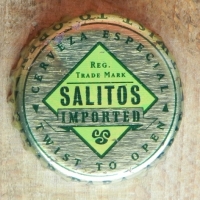 CERVEZA ESPECIAL
REG.
TRADE MARK
SALITOS
IMPORTED
TWIST TO OPEN